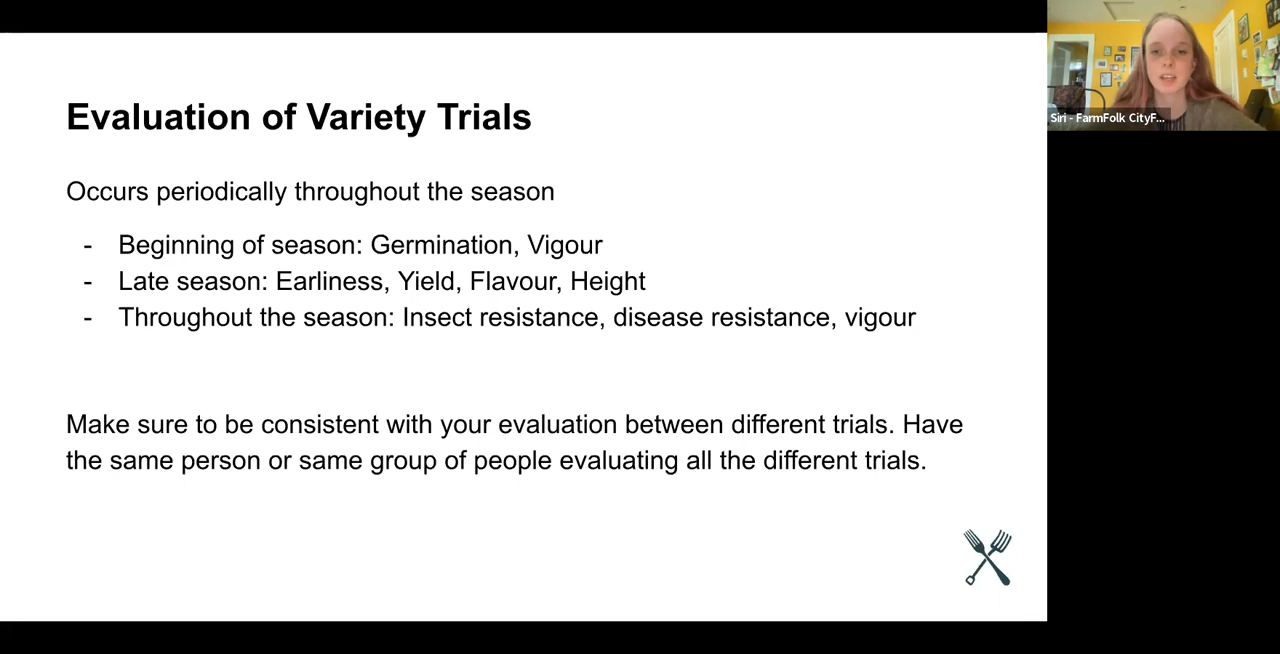 Evaluation of Variety Trials
Occurs periodically throughout the season
- Beginning of season: Germination, Vigour
- Late season: Earliness, Yield, Flavour, Height
- Throughout the season: Insect resistance, disease resistance, vigour
Make sure to be consistent with your evaluation between different trials. Have
the same person or same group of people evaluating all the different trials.
Siri - FarmFolk CityF...